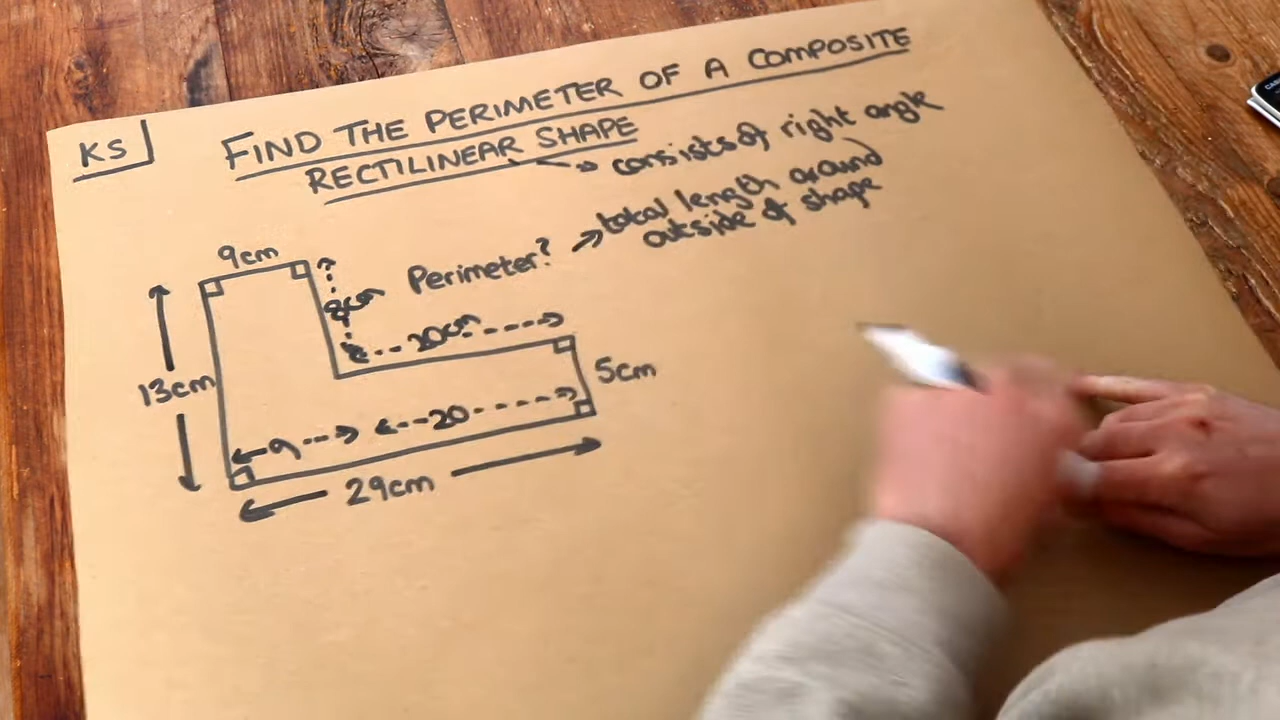 KS
FIND THE PERIMETER OF A COMPOSITE
RECTILINEAR SHAPE
consists of right angle
total length around
outside of shape
Perimeter?
9cm
8cm
20cm
13cm
5cm
9
20
29cm